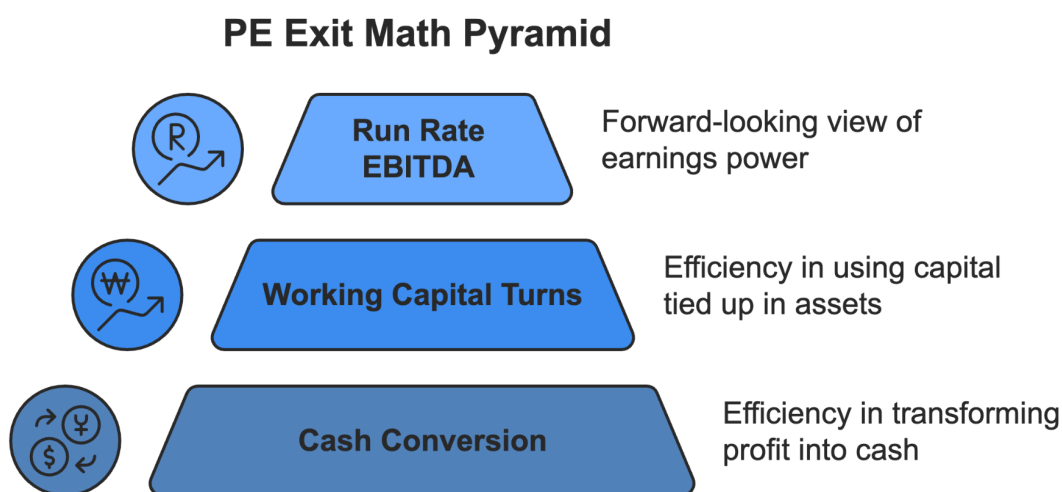 PE Exit Math Pyramid
R
Run Rate
EBITDA
Forward-looking view of
earnings power
₩
Working Capital Turns
Efficiency in using capital
tied up in assets
¥
$
Cash Conversion
Efficiency in transforming
profit into cash